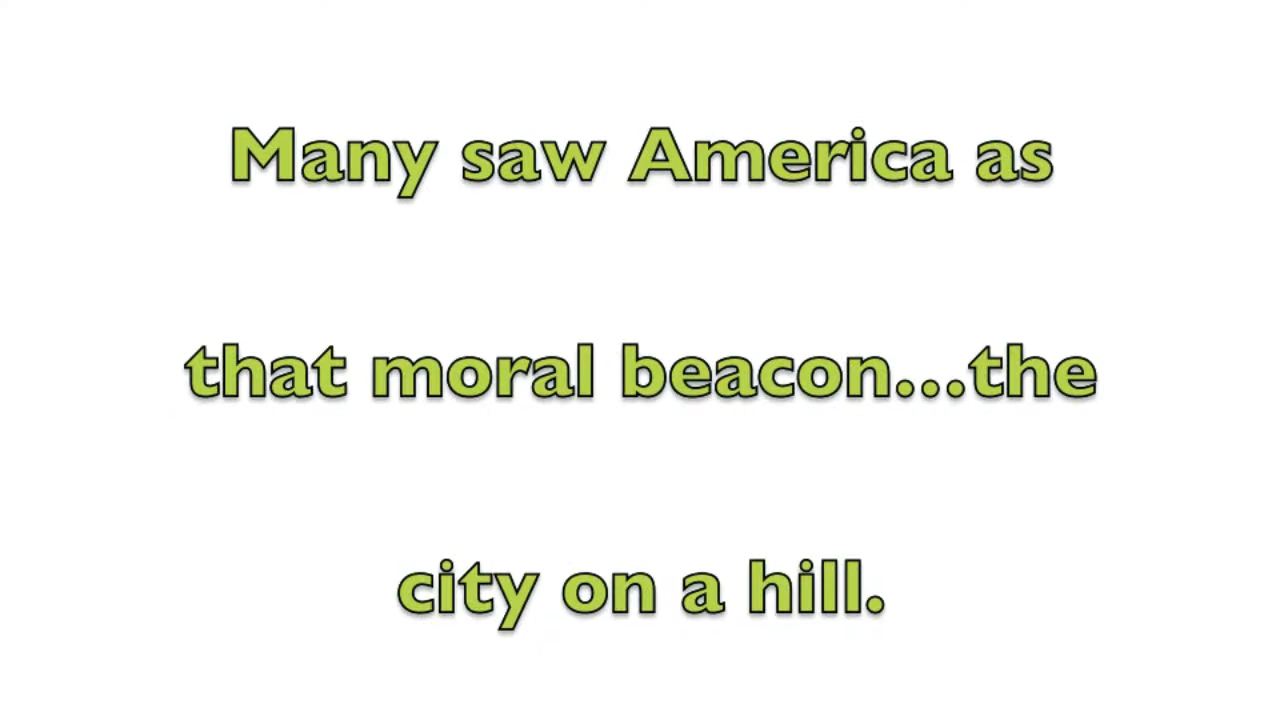 Many saw America as
that moral beacon...the
city on a hill.